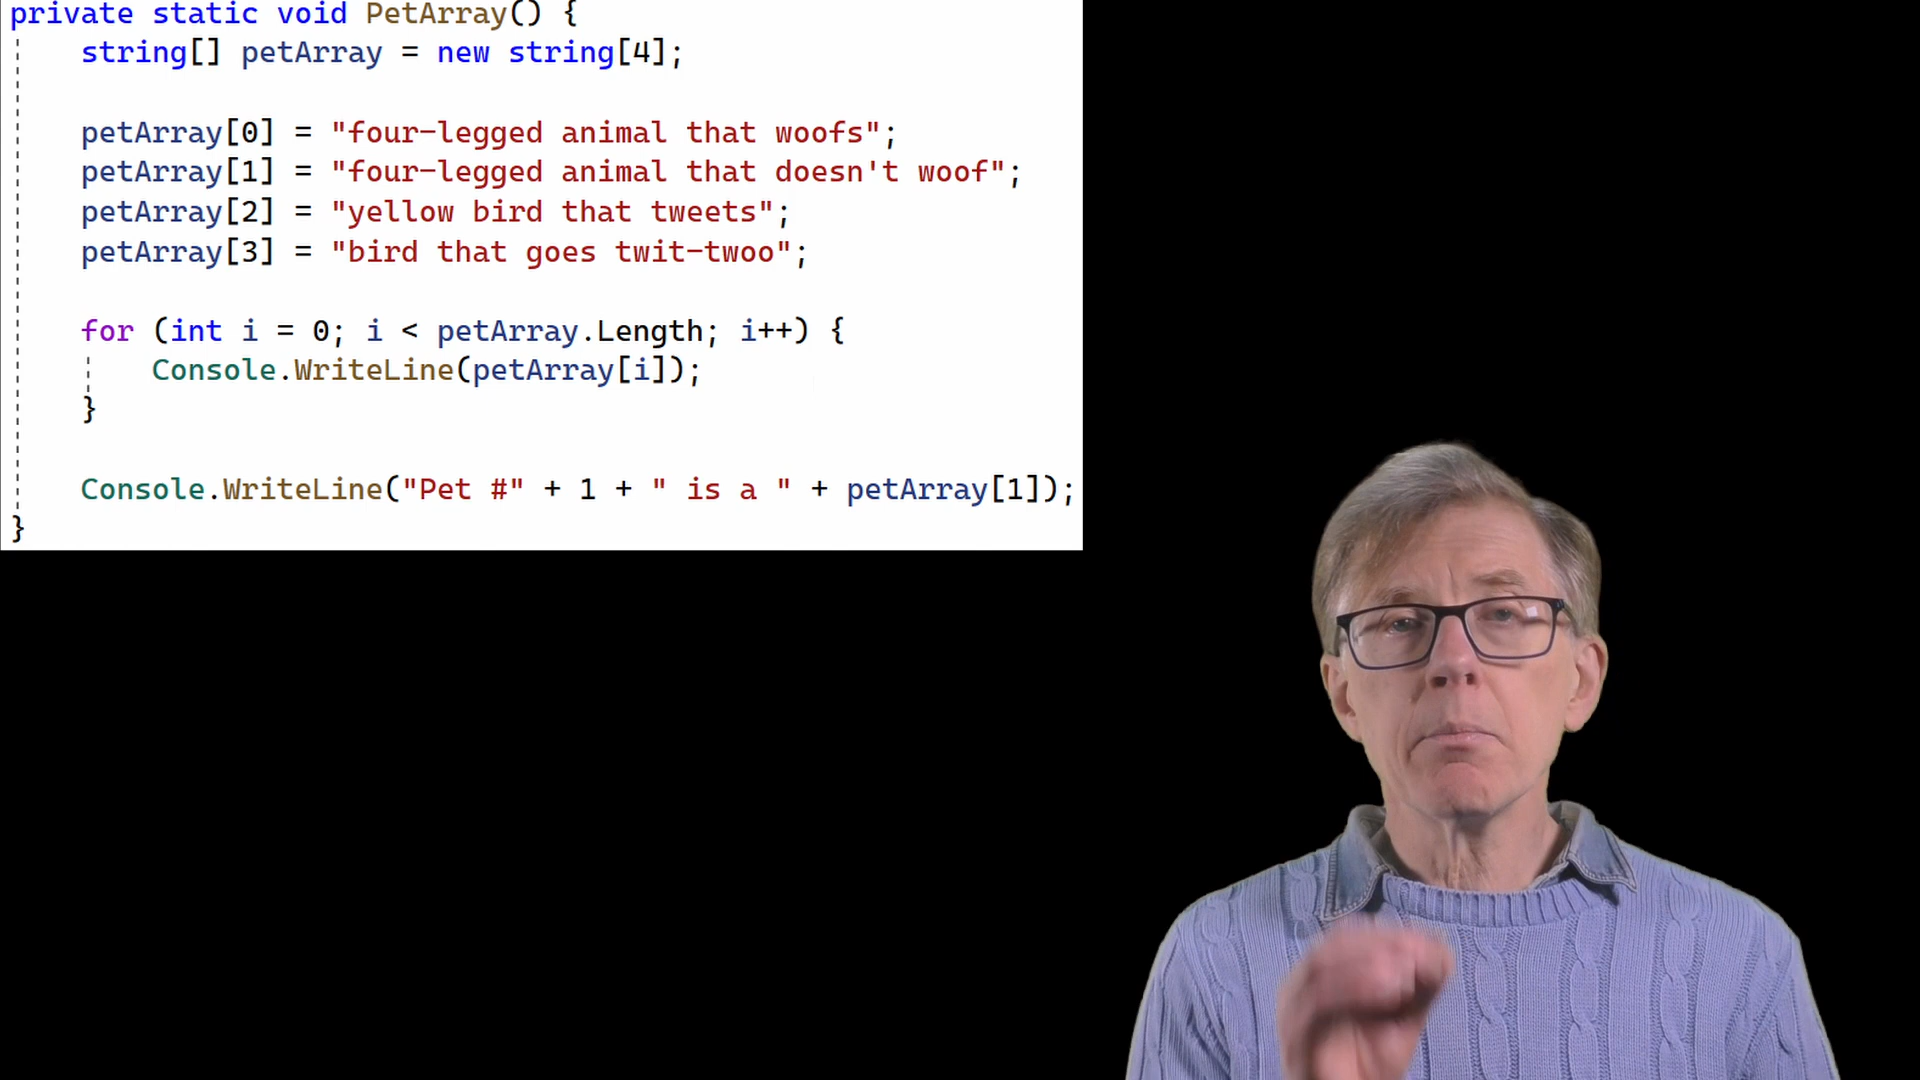 private static void PetArray() {
string[] petArray = new string[4];
petArray[0] = "four-legged animal that woofs";
petArray[1] = "four-legged animal that doesn't woof";
petArray[2] = "yellow bird that tweets";
petArray[3] = "bird that goes twit-twoo";
for (int i = 0; i < petArray.Length; i++) {
Console.WriteLine(petArray[i]);
}
Console.WriteLine("Pet #" + 1 + " is a " + petArray[1]);
}